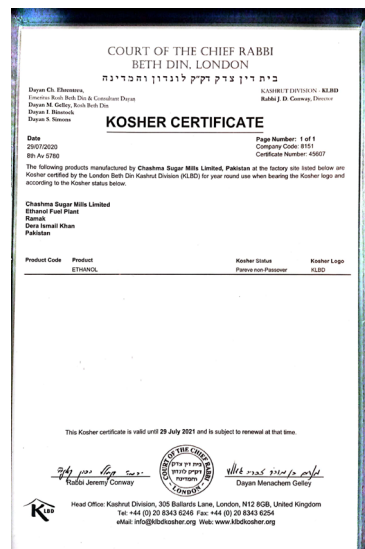 COURT OF THE CHIEF RABBI
BETH DIN, LONDON
בית דין צדק דק״ק לונדון והמדינה
Dayan Ch. Ehrentreu,
Emeritus Rosh Beth Din & Consultant Dayan
Dayan M. Gelley, Rosh Beth Din
Dayan I. Binstock
Dayan S. Simons
KASHRUT DIVISION - KLBD
Rabbi J. D. Conway, Director
KOSHER CERTIFICATE
Date
29/07/2020
8th Av 5780
Page Number: 1 of 1
Company Code: 8151
Certificate Number: 45607
The following products manufactured by Chashma Sugar Mills Limited, Pakistan at the factory site listed below are
Kosher certified by the London Beth Din Kashrut Division (KLBD) for year round use when bearing the Kosher logo and
according to the Kosher status below.
Chashma Sugar Mills Limited
Ethanol Fuel Plant
Ramak
Dera Ismail Khan
Pakistan
Product Code Product Kosher Status Kosher Logo
ETHANOL Pareve non-Passover KLBD
This Kosher certificate is valid until 29 July 2021 and is subject to renewal at that time.
COURT OF THE CHIEF RABBI
בית דין צדק
דק״ק לונדון
והמדינה
LONDON
Rabbi Jeremy Conway
Dayan Menachem Gelley
KLBD
Head Office: Kashrut Division, 305 Ballards Lane, London, N12 8GB, United Kingdom
Tel: +44 (0) 20 8343 6246 Fax: +44 (0) 20 8343 6254
eMail: info@klbdkosher.org Web: www.klbdkosher.org